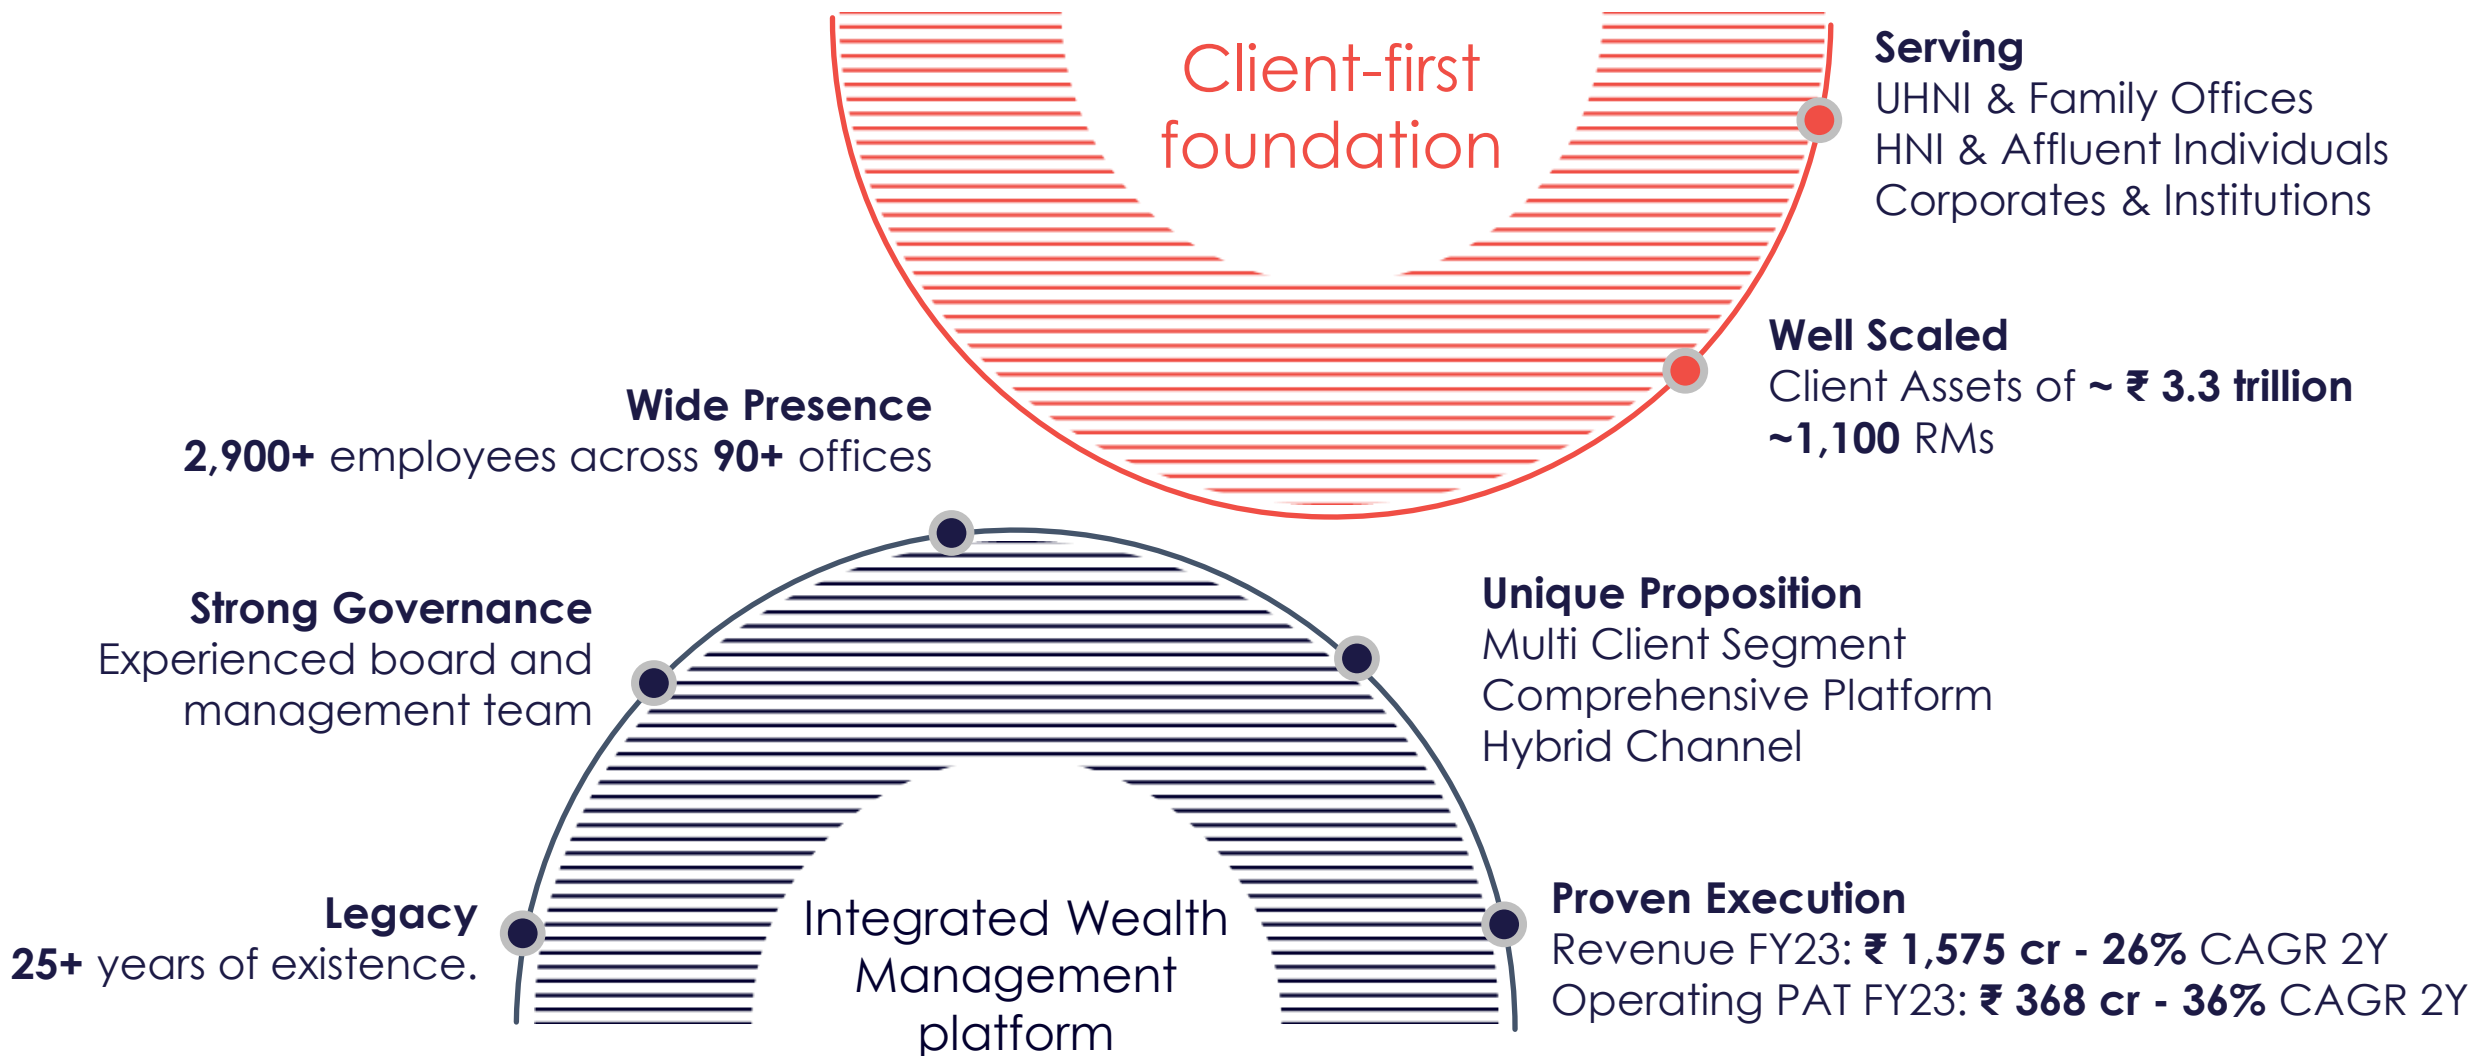 Client-first
foundation
Serving
UHNI & Family Offices
HNI & Affluent Individuals
Corporates & Institutions
Well Scaled
Client Assets of ~ ₹ 3.3 trillion
~1,100 RMs
Wide Presence
2,900+ employees across 90+ offices
Strong Governance
Experienced board and
management team
Legacy
25+ years of existence.
Integrated Wealth
Management
platform
Unique Proposition
Multi Client Segment
Comprehensive Platform
Hybrid Channel
Proven Execution
Revenue FY23: ₹ 1,575 cr - 26% CAGR 2Y
Operating PAT FY23: ₹ 368 cr - 36% CAGR 2Y